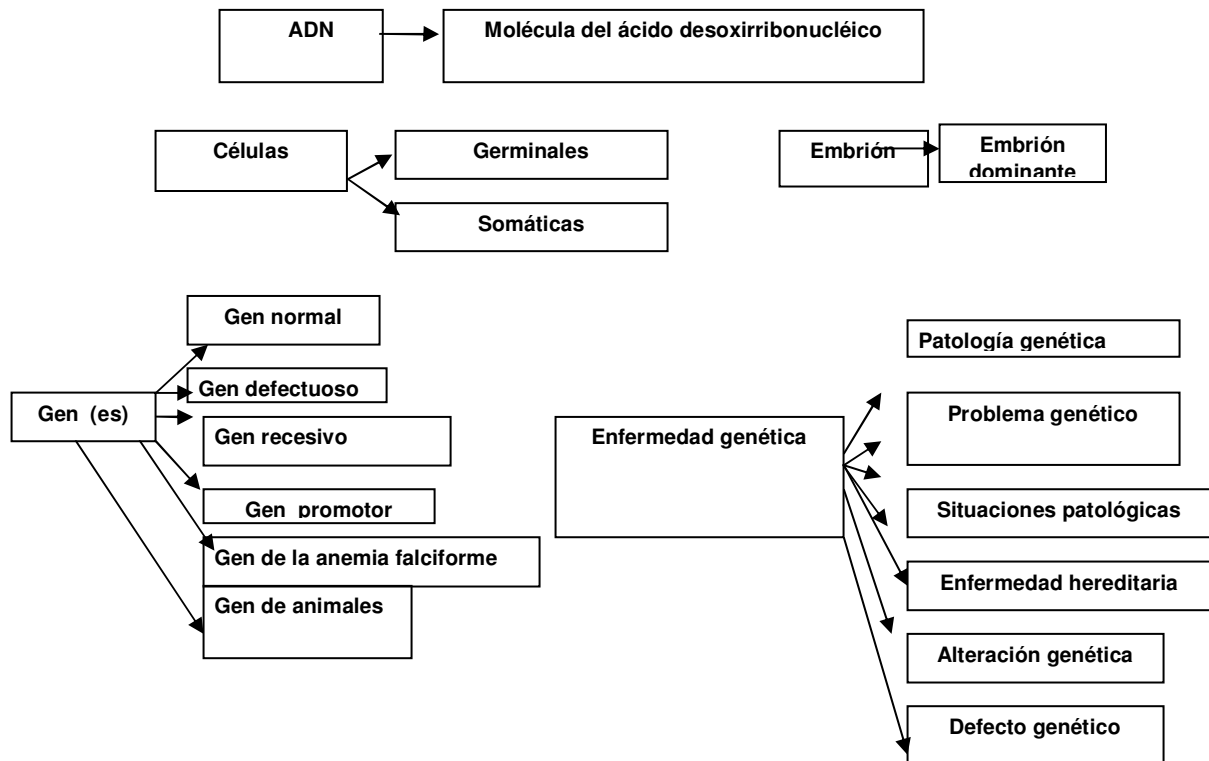 ADN
Molécula del ácido desoxirribonucléico
Células
Germinales
Somáticas
Embrión
Embrión
dominante
Gen (es)
Gen normal
Gen defectuoso
Gen recesivo
Gen promotor
Gen de la anemia falciforme
Gen de animales
Enfermedad genética
Patología genética
Problema genético
Situaciones patológicas
Enfermedad hereditaria
Alteración genética
Defecto genético